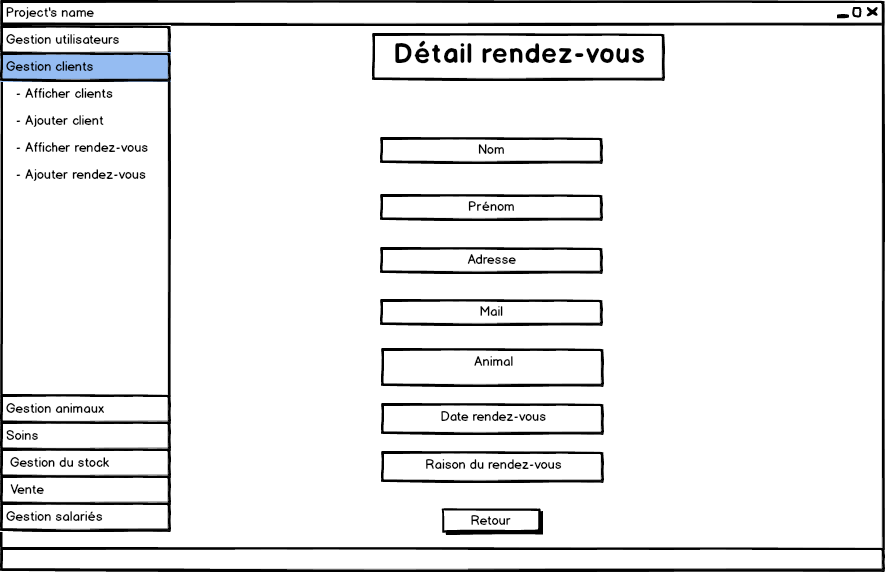 Project's name
Gestion utilisateurs
Gestion clients
- Afficher clients
- Ajouter client
- Afficher rendez-vous
- Ajouter rendez-vous
Gestion animaux
Soins
Gestion du stock
Vente
Gestion salariés
Détail rendez-vous
Nom
Prénom
Adresse
Mail
Animal
Date rendez-vous
Raison du rendez-vous
Retour